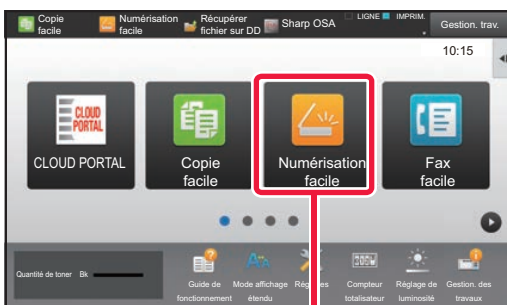 Copie
facile
Numérisation
facile
Récupérer
fichier sur DD
Sharp OSA
LIGNE
IMPRIM.
Gestion. trav.
10:15
CLOUD
PORTAL
CLOUD PORTAL
Copie
facile
Numérisation
facile
Fax
facile
Quantité de toner Bk
Guide de
fonctionnement
Mode affichage
étendu
Compteur
totalisateur
Réglage de
luminosité
Gestion. des
travaux